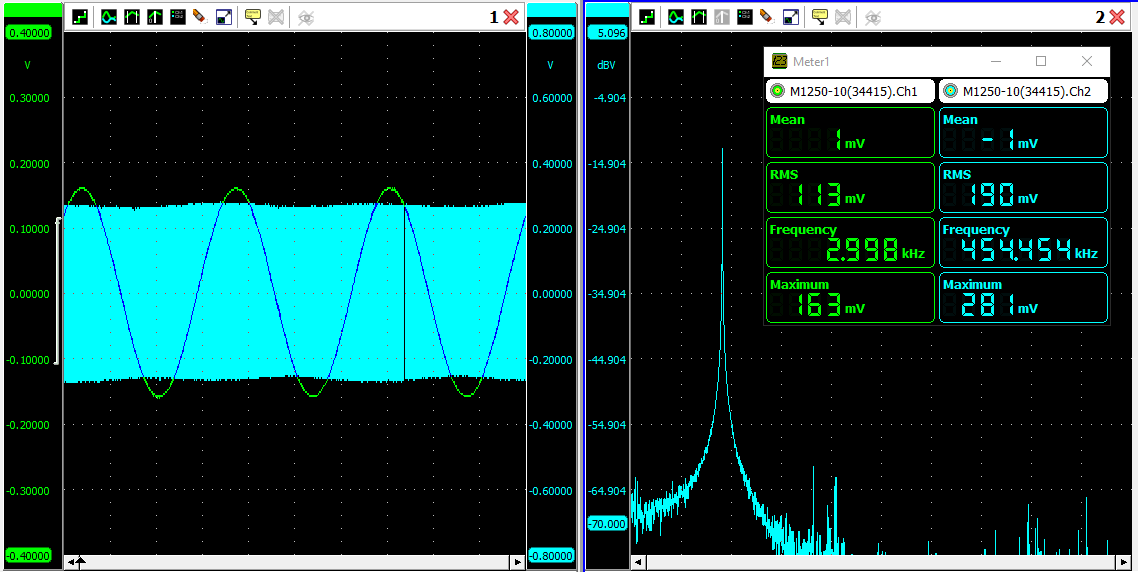 1
2
0.40000
V
0.30000
0.20000
0.10000
0.00000
-0.10000
-0.20000
-0.30000
-0.40000
0.80000
V
0.60000
0.40000
0.20000
0.00000
-0.20000
-0.40000
-0.60000
-0.80000
5.096
dBV
-4.904
-14.904
-24.904
-34.904
-44.904
-54.904
-64.904
-70.000
123 Meter1
M1250-10(34415).Ch1 M1250-10(34415).Ch2
Mean Mean
1 mV -1 mV
RMS RMS
113 mV 190 mV
Frequency Frequency
2.998 kHz 454.454 kHz
Maximum Maximum
163 mV 281 mV